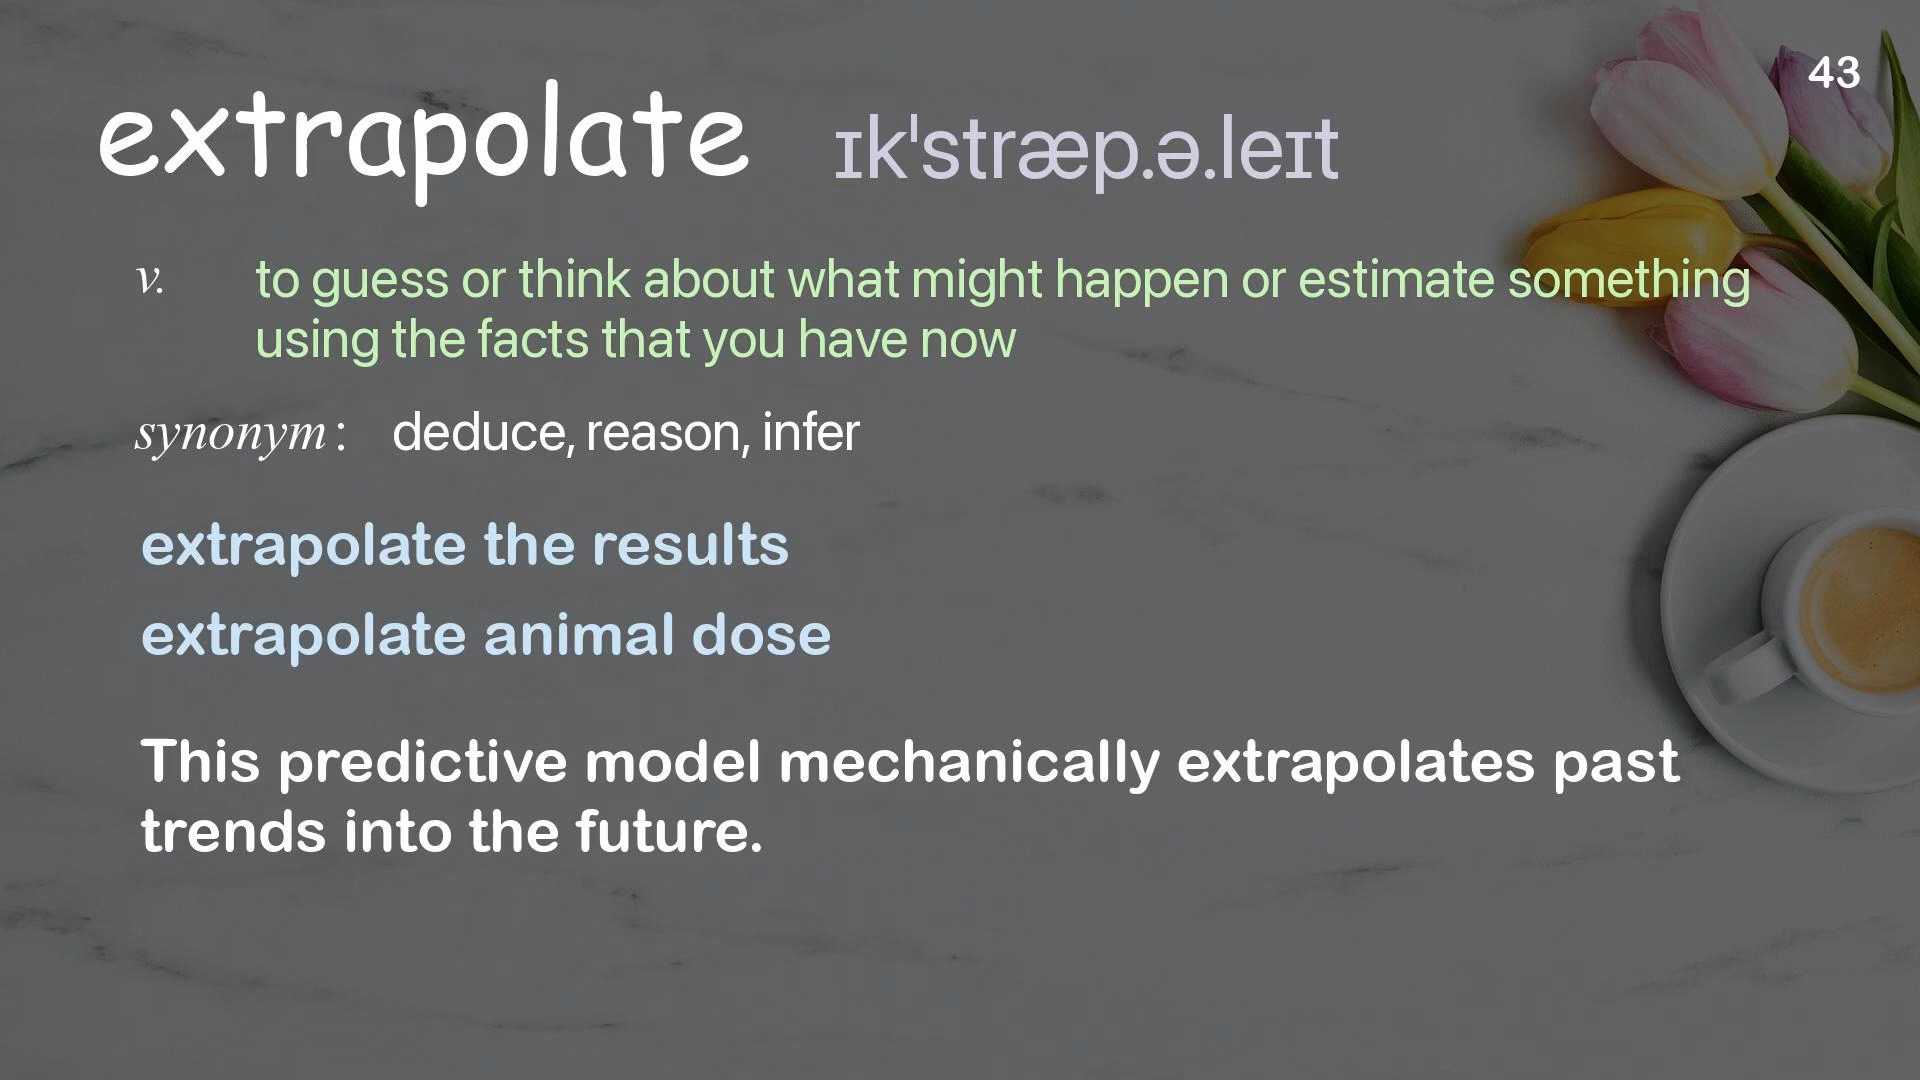 43
extrapolate ɪkˈstræp.ə.leɪt
v. to guess or think about what might happen or estimate something
using the facts that you have now
synonym: deduce, reason, infer
extrapolate the results
extrapolate animal dose
This predictive model mechanically extrapolates past
trends into the future.